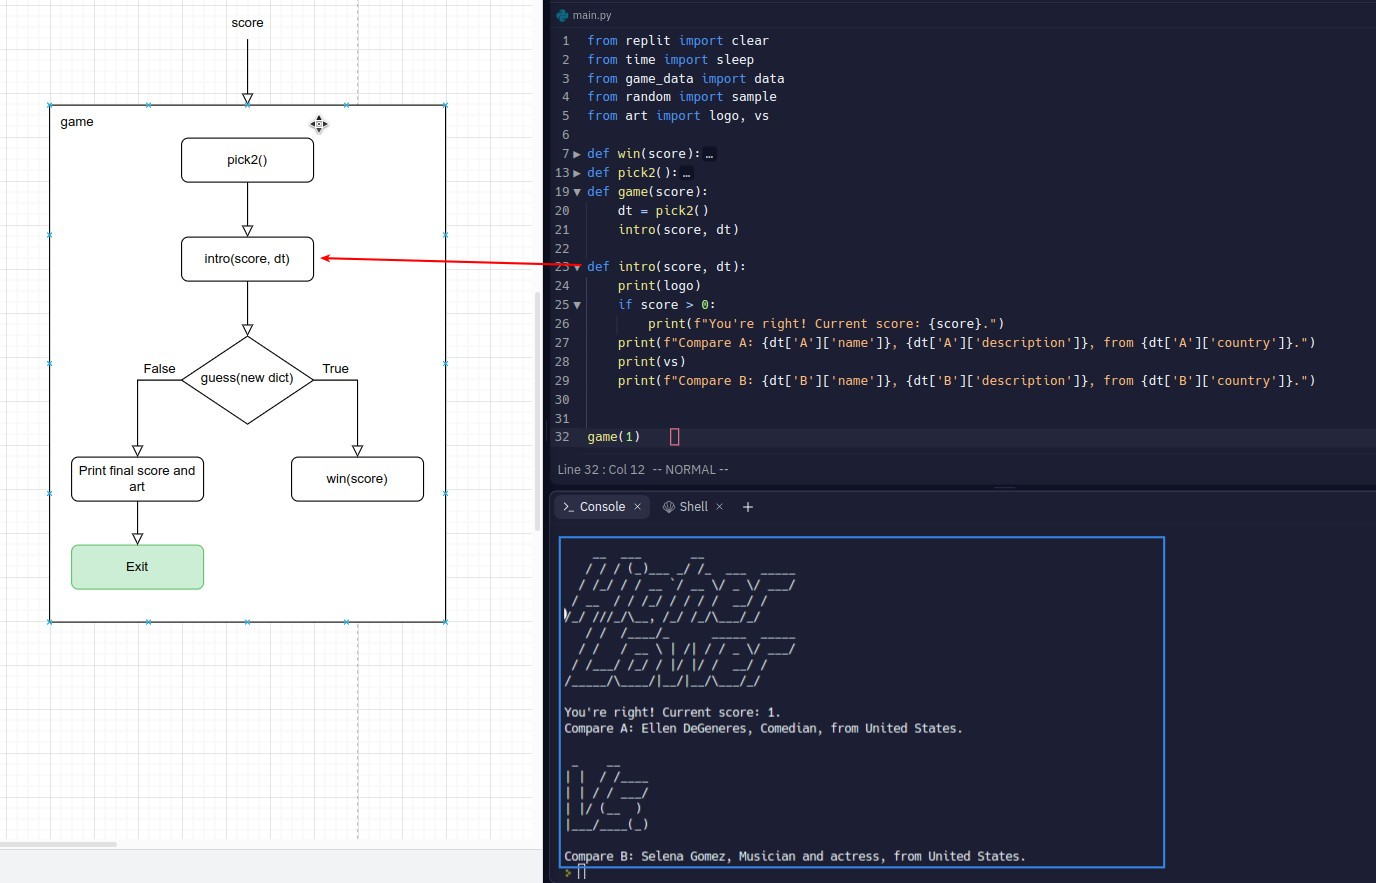 score
game
pick2()
intro(score, dt)
False
True
guess(new dict)
Print final score and
art
win(score)
Exit
main.py
1 from replit import clear
2 from time import sleep
3 from game_data import data
4 from random import sample
5 from art import logo, vs
6
7 def win(score):…
13 def pick2():…
19 def game(score):
20     dt = pick2()
21     intro(score, dt)
22
23 def intro(score, dt):
24     print(logo)
25     if score > 0:
26         print(f"You're right! Current score: {score}.")
27     print(f"Compare A: {dt['A']['name']}, {dt['A']['description']}, from {dt['A']['country']}.")
28     print(vs)
29     print(f"Compare B: {dt['B']['name']}, {dt['B']['description']}, from {dt['B']['country']}.")
30
31
32 game(1)
Line 32 : Col 12 -- NORMAL --
Console
Shell
You're right! Current score: 1.
Compare A: Ellen DeGeneres, Comedian, from United States.
Compare B: Selena Gomez, Musician and actress, from United States.